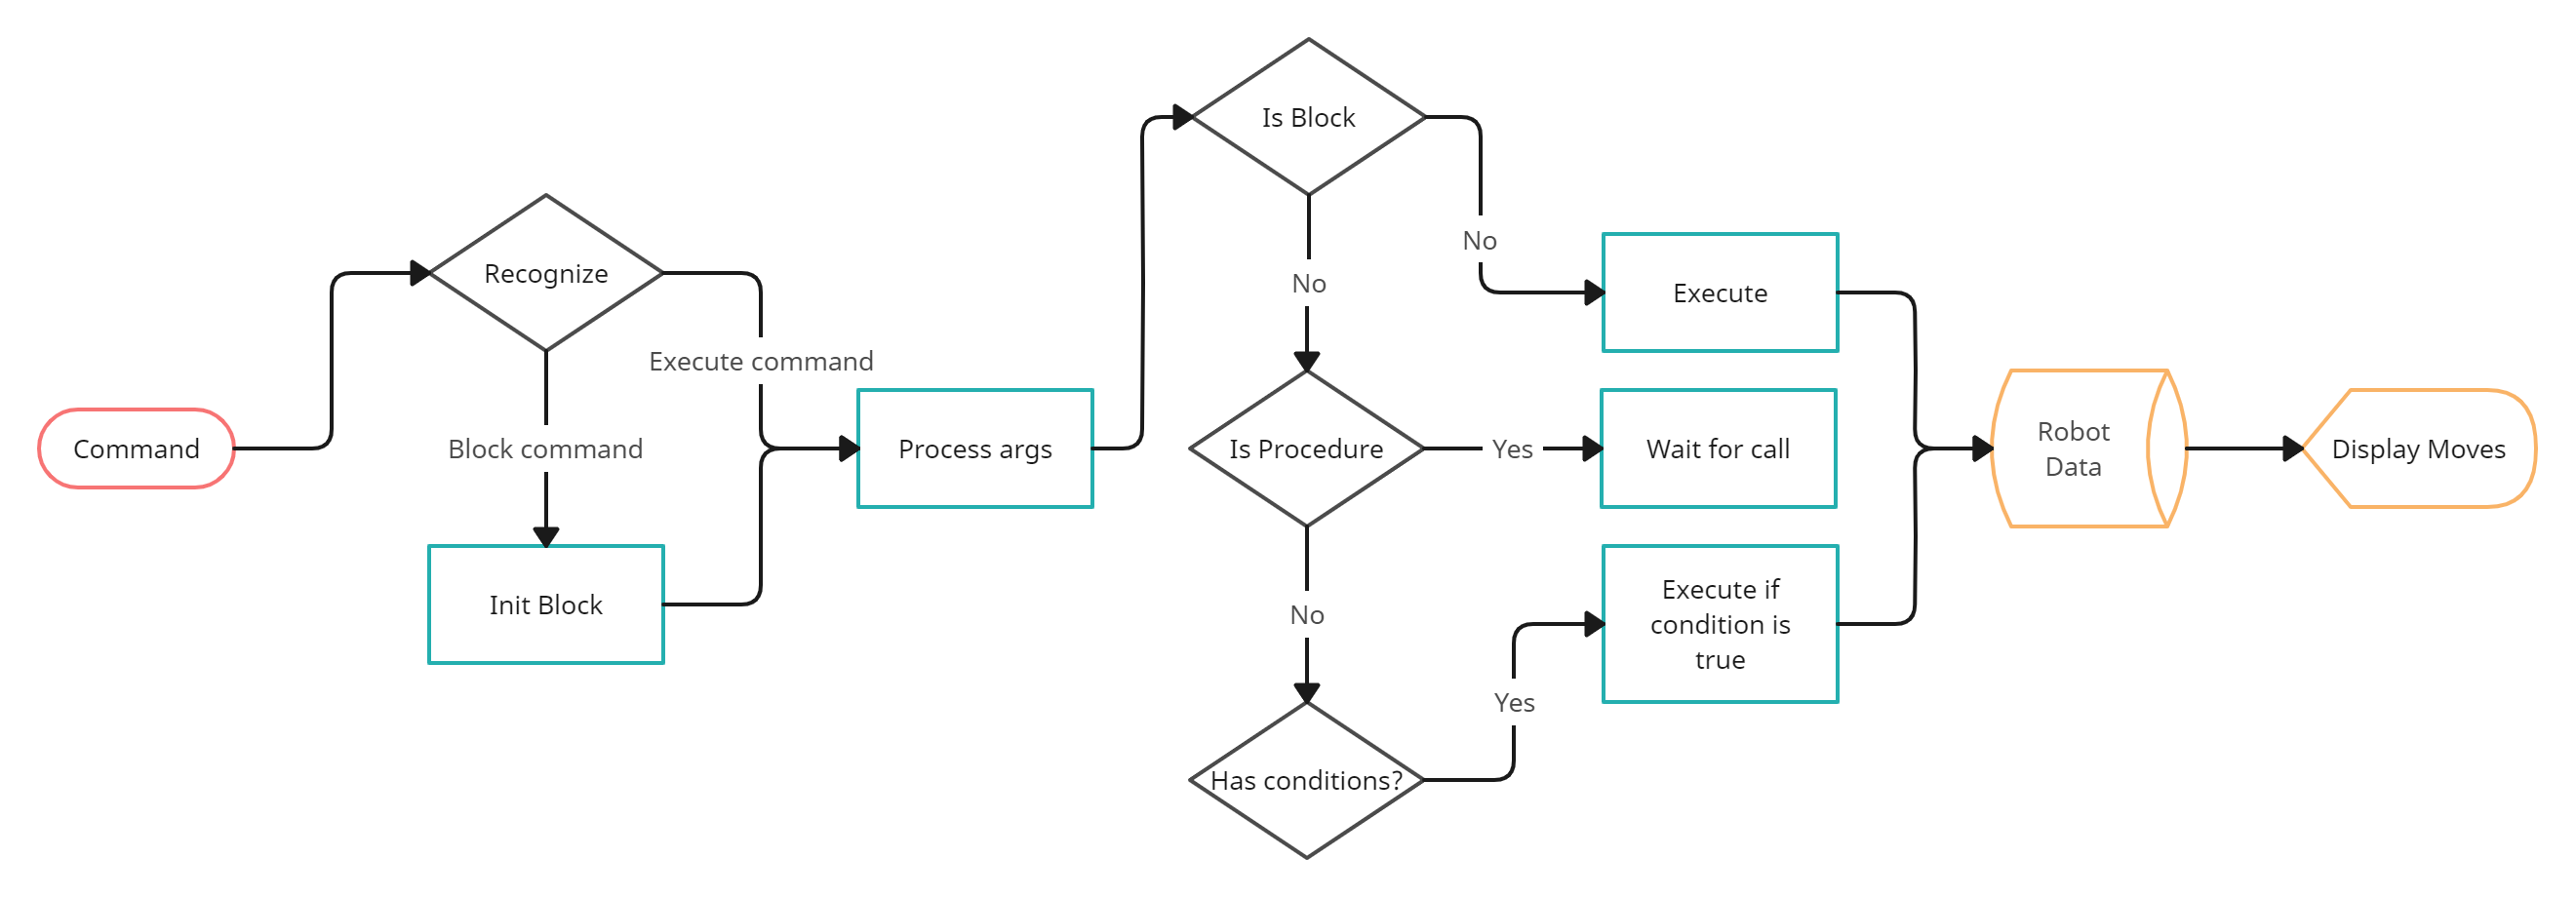 Command
Recognize
Execute command
Block command
Init Block
Process args
Is Block
No
No
Is Procedure
Yes
No
Has conditions?
Yes
Execute
Wait for call
Execute if
condition is
true
Robot
Data
Display Moves